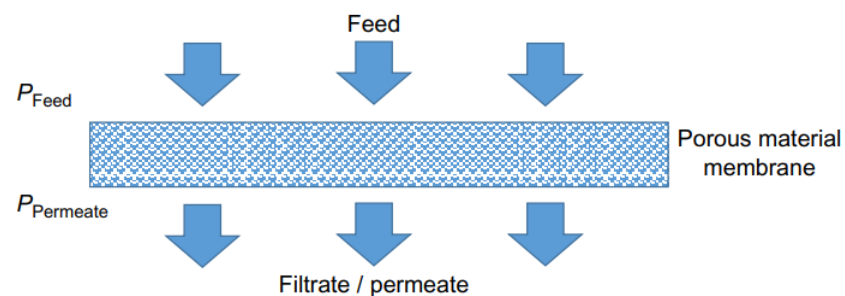 Feed
PFeed
Porous material
membrane
PPermeate
Filtrate / permeate